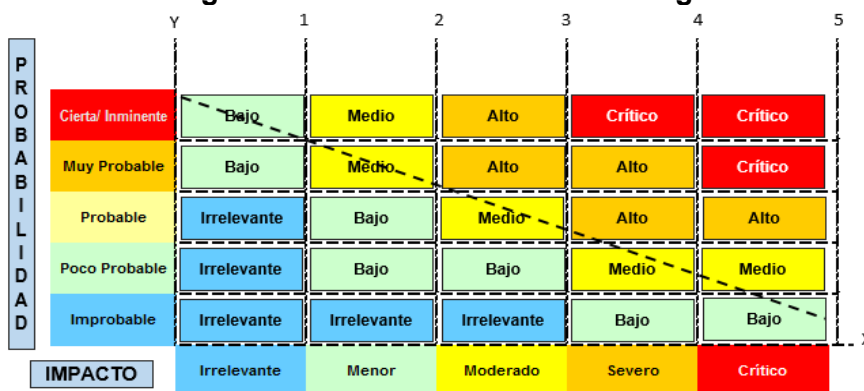 Y 1 2 3 4 5
PROBABILIDAD
Cierta/ Inminente Bajo Medio Alto Crítico Crítico
Muy Probable Bajo Medio Alto Alto Crítico
Probable Irrelevante Bajo Medio Alto Alto
Poco Probable Irrelevante Bajo Bajo Medio Medio
Improbable Irrelevante Irrelevante Irrelevante Bajo Bajo
IMPACTO Irrelevante Menor Moderado Severo Crítico